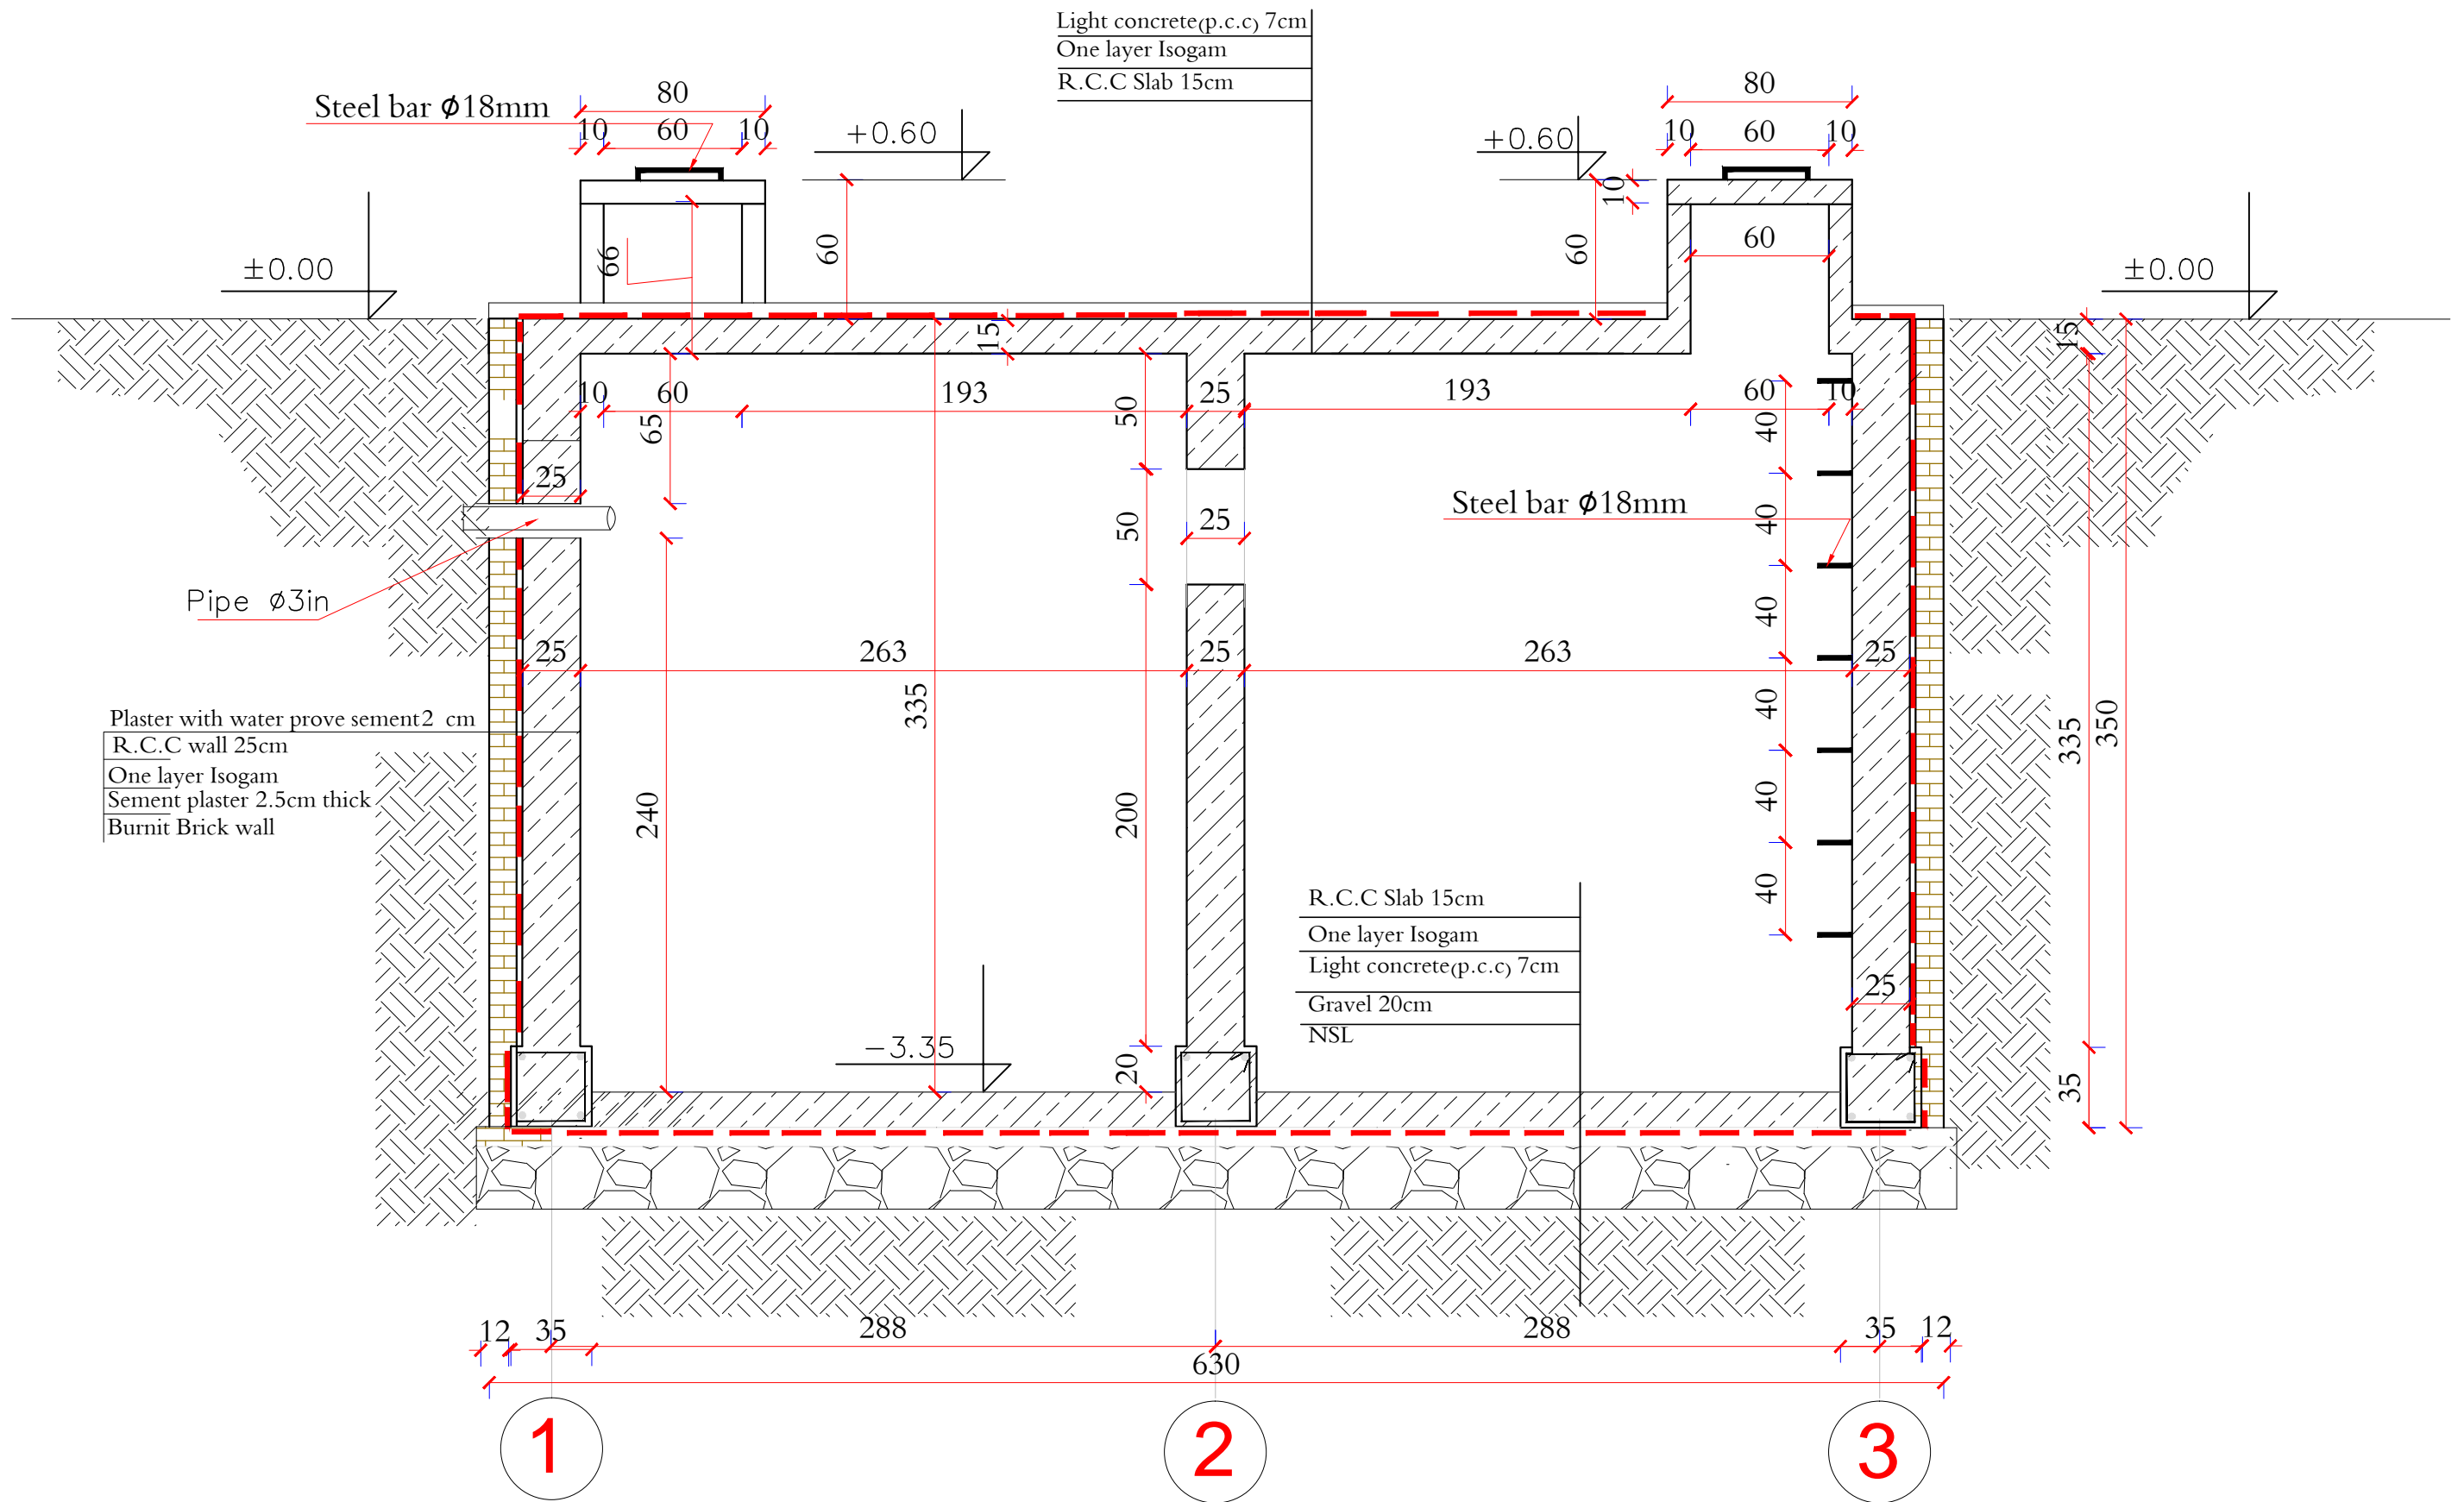 Light concrete(p.c.c) 7cm
One layer Isogam
R.C.C Slab 15cm
Steel bar ϕ18mm
80
10 60 10
+0.60
+0.60
80
10 60 10
10
60
66
60
60
±0.00
±0.00
15
15
10 60 193 25 193 60 10
65
50
40
25
Steel bar ϕ18mm
50
25
40
Pipe ϕ3in
40
25 263 25 263 25
Plaster with water prove sement2 cm
R.C.C wall 25cm
One layer Isogam
Sement plaster 2.5cm thick
Burnit Brick wall
335
40
335
350
240
200
40
40
R.C.C Slab 15cm
One layer Isogam
Light concrete(p.c.c) 7cm
Gravel 20cm
NSL
25
−3.35
20
35
12 35 288 288 35 12
630
1 2 3